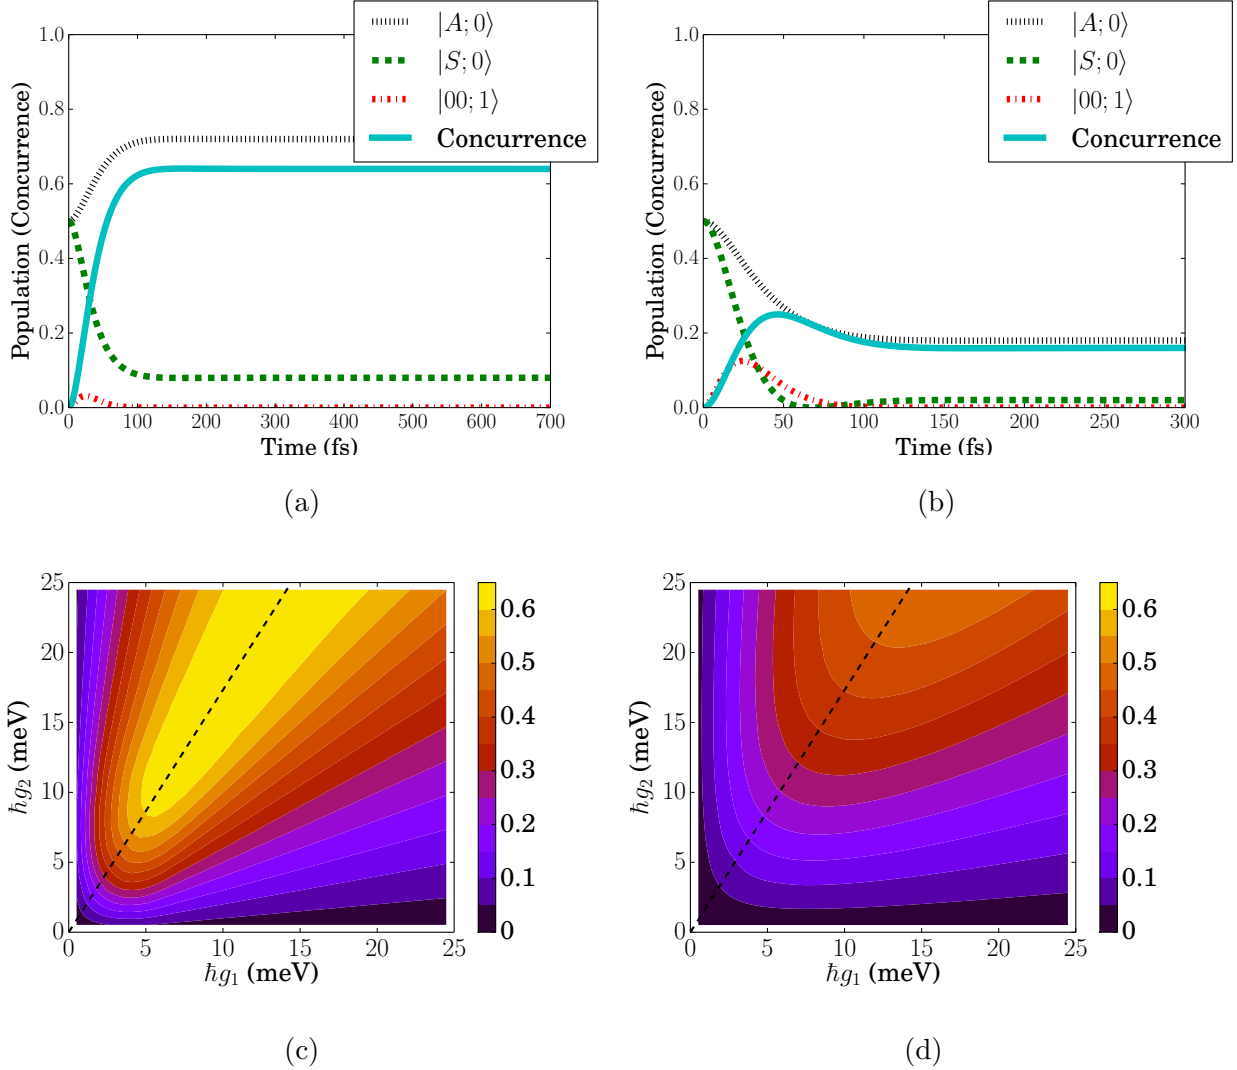 |A; 0⟩
|S; 0⟩
|00; 1⟩
Concurrence
Population (Concurrence)
1.0
0.8
0.6
0.4
0.2
0.0
0 100 200 300 400 500 600 700
Time (fs)
(a)
|A; 0⟩
|S; 0⟩
|00; 1⟩
Concurrence
Population (Concurrence)
1.0
0.8
0.6
0.4
0.2
0.0
0 50 100 150 200 250 300
Time (fs)
(b)
ħg₂ (meV)
25
20
15
10
5
0
0 5 10 15 20 25
ħg₁ (meV)
0.6
0.5
0.4
0.3
0.2
0.1
0
(c)
ħg₂ (meV)
25
20
15
10
5
0
0 5 10 15 20 25
ħg₁ (meV)
0.6
0.5
0.4
0.3
0.2
0.1
0
(d)